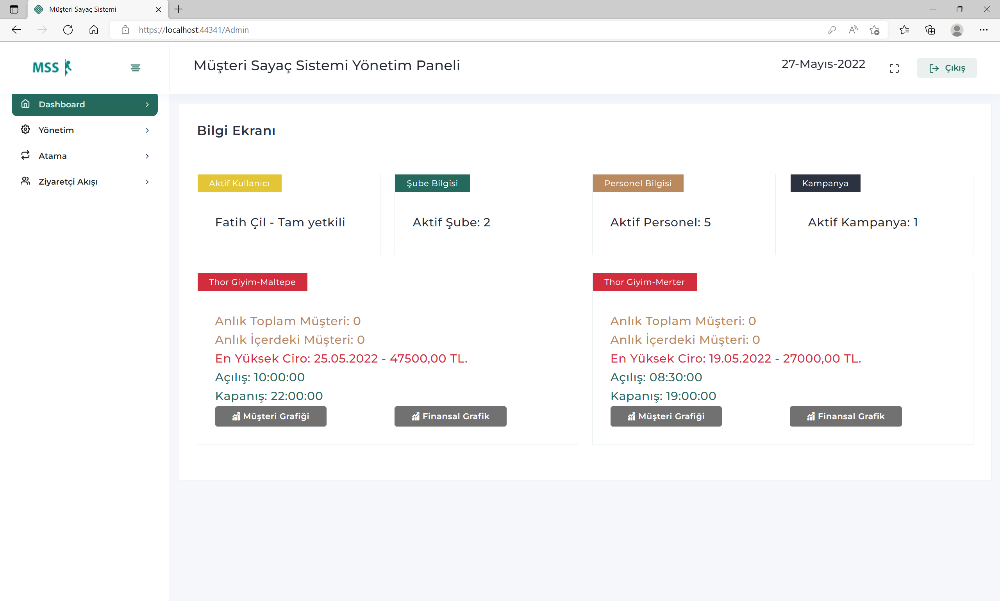 Müşteri Sayaç Sistemi
https://localhost:44341/Admin
MSS
Müşteri Sayaç Sistemi Yönetim Paneli
27-Mayıs-2022
Çıkış
Dashboard
Yönetim
Atama
Ziyaretçi Akışı
Bilgi Ekranı
Aktif Kullanıcı
Fatih Çil - Tam yetkili
Şube Bilgisi
Aktif Şube: 2
Personel Bilgisi
Aktif Personel: 5
Kampanya
Aktif Kampanya: 1
Thor Giyim-Maltepe
Anlık Toplam Müşteri: 0
Anlık İçerdeki Müşteri: 0
En Yüksek Ciro: 25.05.2022 - 47500,00 TL.
Açılış: 10:00:00
Kapanış: 22:00:00
Müşteri Grafiği
Finansal Grafik
Thor Giyim-Merter
Anlık Toplam Müşteri: 0
Anlık İçerdeki Müşteri: 0
En Yüksek Ciro: 19.05.2022 - 27000,00 TL.
Açılış: 08:30:00
Kapanış: 19:00:00
Müşteri Grafiği
Finansal Grafik